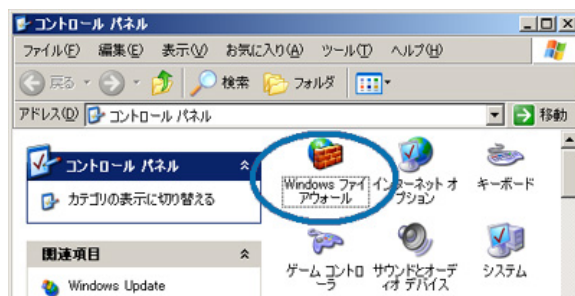 コントロール パネル
ファイル(F) 編集(E) 表示(V) お気に入り(A) ツール(T) ヘルプ(H)
戻る 検索 フォルダ
アドレス(D) コントロール パネル 移動
コントロール パネル
カテゴリの表示に切り替える
関連項目
Windows Update
Windows ファイ
アウォール
インターネット オ
プション
キーボード
ゲーム コントロ
ーラ
サウンドとオーデ
ィオ デバイス
システム